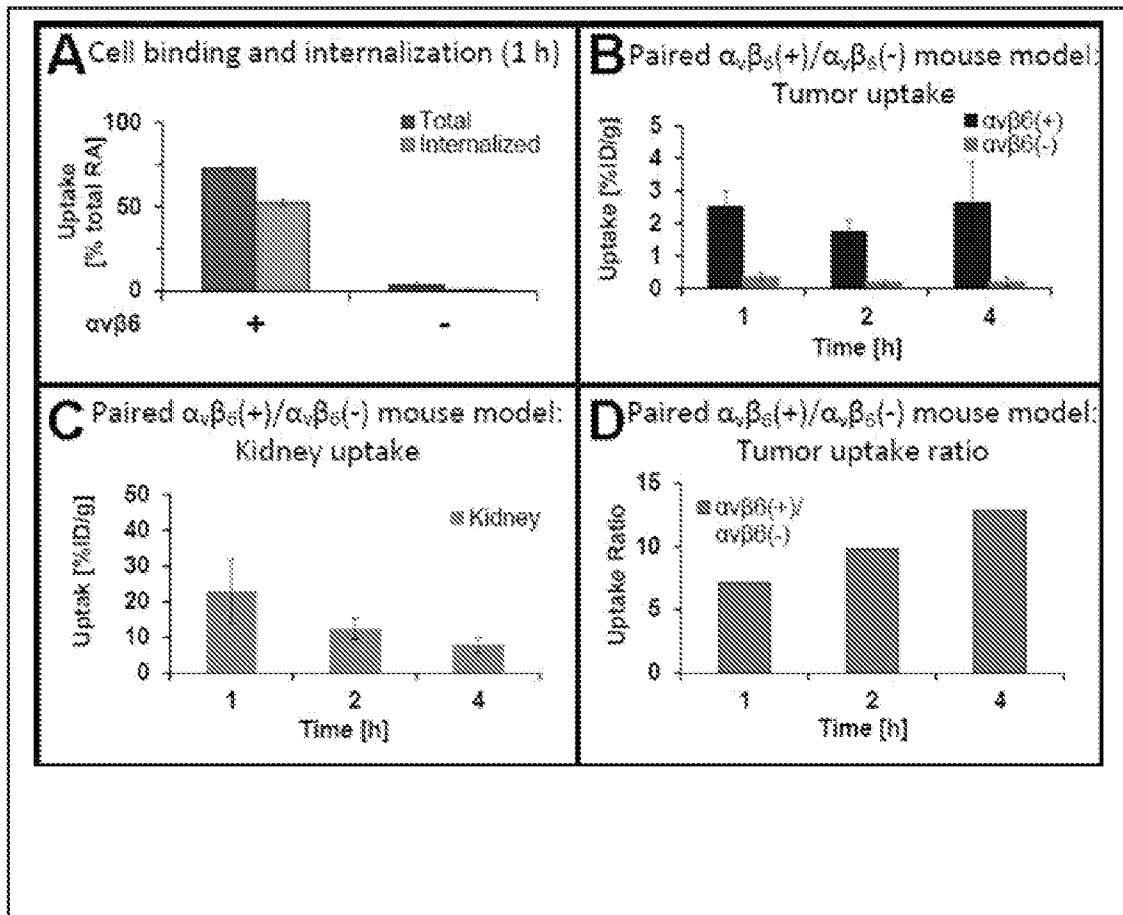 A Cell binding and internalization (1 h)
100
50
0
Uptake
[% total RA]
Total
Internalized
αvβ6
+
-
B Paired αᵥβ₆(+)/αᵥβ₆(-) mouse model:
Tumor uptake
5
4
3
2
1
0
Uptake [%ID/g]
αvβ6(+)
αvβ6(-)
1 2 4
Time [h]
C Paired αᵥβ₆(+)/αᵥβ₆(-) mouse model:
Kidney uptake
50
40
30
20
10
0
Uptak [%ID/g]
Kidney
1 2 4
Time [h]
D Paired αᵥβ₆(+)/αᵥβ₆(-) mouse model:
Tumor uptake ratio
15
10
5
0
Uptake Ratio
αvβ6(+)/
αvβ6(-)
1 2 4
Time [h]